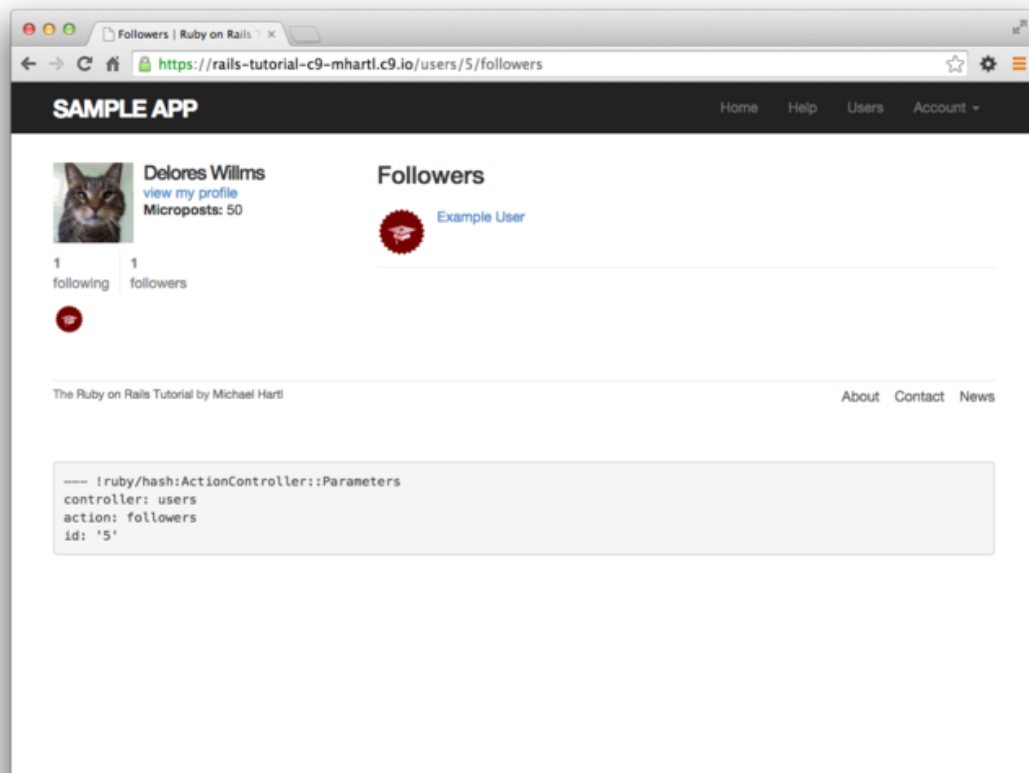 Followers | Ruby on Rails T
https://rails-tutorial-c9-mhartl.c9.io/users/5/followers
SAMPLE APP
Home Help Users Account
Delores Willms
view my profile
Microposts: 50
1 1
following followers
Followers
Example User
The Ruby on Rails Tutorial by Michael Hartl
About Contact News
--- !ruby/hash:ActionController::Parameters
controller: users
action: followers
id: '5'